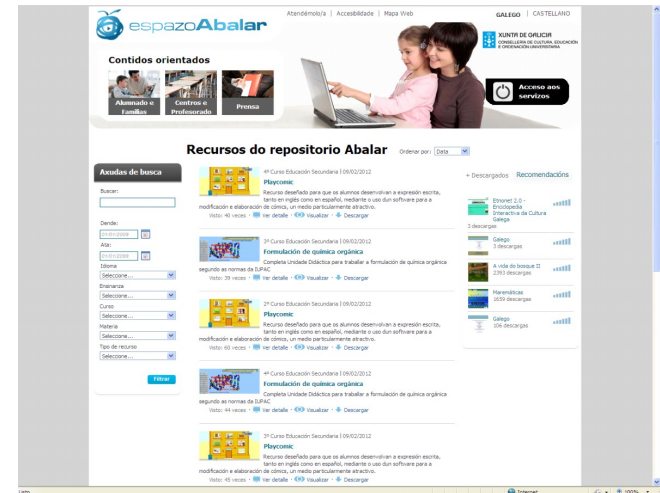 Atendémolo/a | Accesibilidade | Mapa Web
GALEGO | CASTELLANO
espazoAbalar
XUNTA DE GALICIA
CONSELLERÍA DE CULTURA, EDUCACIÓN
E ORDENACIÓN UNIVERSITARIA
Contidos orientados
Alumnado e
Familias
Centros e
Profesorado
Prensa
Acceso aos
servizos
Recursos do repositorio Abalar
Ordenar por: Data
Axudas de busca
Buscar:
Dende:
01/01/2009
Ata:
01/01/2009
Idioma
Seleccione...
Ensinanza
Seleccione...
Curso
Seleccione...
Materia
Seleccione...
Tipo de recurso
Seleccione...
Filtrar
4º Curso Educación Secundaria | 09/02/2012
Playcomic
Recurso deseñado para que os alumnos desenvolvan a expresión escrita,
tanto en inglés como en español, mediante o uso dun software para a
modificación e elaboración de cómics, un medio particularmente atractivo.
Visto: 40 veces · Ver detalle · Visualizar · Descargar
3º Curso Educación Secundaria | 09/02/2012
Formulación de química orgánica
Completa Unidade Didáctica para traballar a formulación de química orgánica
segundo as normas da IUPAC
Visto: 39 veces · Ver detalle · Visualizar · Descargar
2º Curso Educación Secundaria | 09/02/2012
Playcomic
Recurso deseñado para que os alumnos desenvolvan a expresión escrita,
tanto en inglés como en español, mediante o uso dun software para a
modificación e elaboración de cómics, un medio particularmente atractivo.
Visto: 60 veces · Ver detalle · Visualizar · Descargar
4º Curso Educación Secundaria | 09/02/2012
Formulación de química orgánica
Completa Unidade Didáctica para traballar a formulación de química orgánica
segundo as normas da IUPAC
Visto: 44 veces · Ver detalle · Visualizar · Descargar
3º Curso Educación Secundaria | 09/02/2012
Playcomic
Recurso deseñado para que os alumnos desenvolvan a expresión escrita,
tanto en inglés como en español, mediante o uso dun software para a
modificación e elaboración de cómics, un medio particularmente atractivo.
Visto: 45 veces · Ver detalle · Visualizar · Descargar
+ Descargados Recomendacións
Etnonet 2.0 -
Enciclopedia
Interactiva da Cultura
Galega
3 descargas
Galego
3 descargas
A vida do bosque II
2393 descargas
Maremáticas
1659 descargas
Galego
106 descargas
Listo
Internet
100%